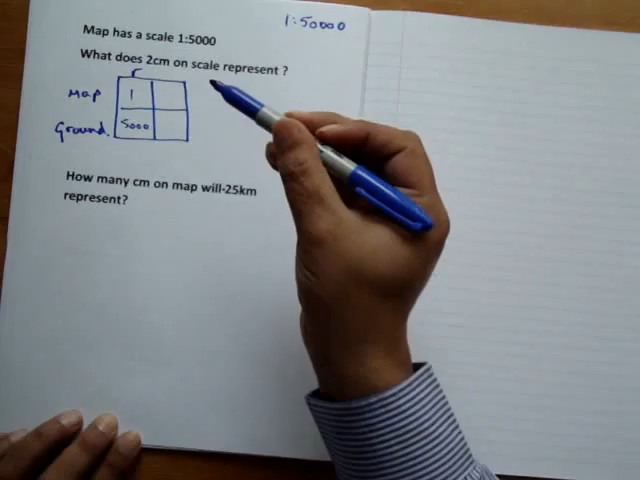 1:50000
Map has a scale 1:5000
What does 2cm on scale represent ?
Map 1
Ground. 5000
How many cm on map will-25km
represent?